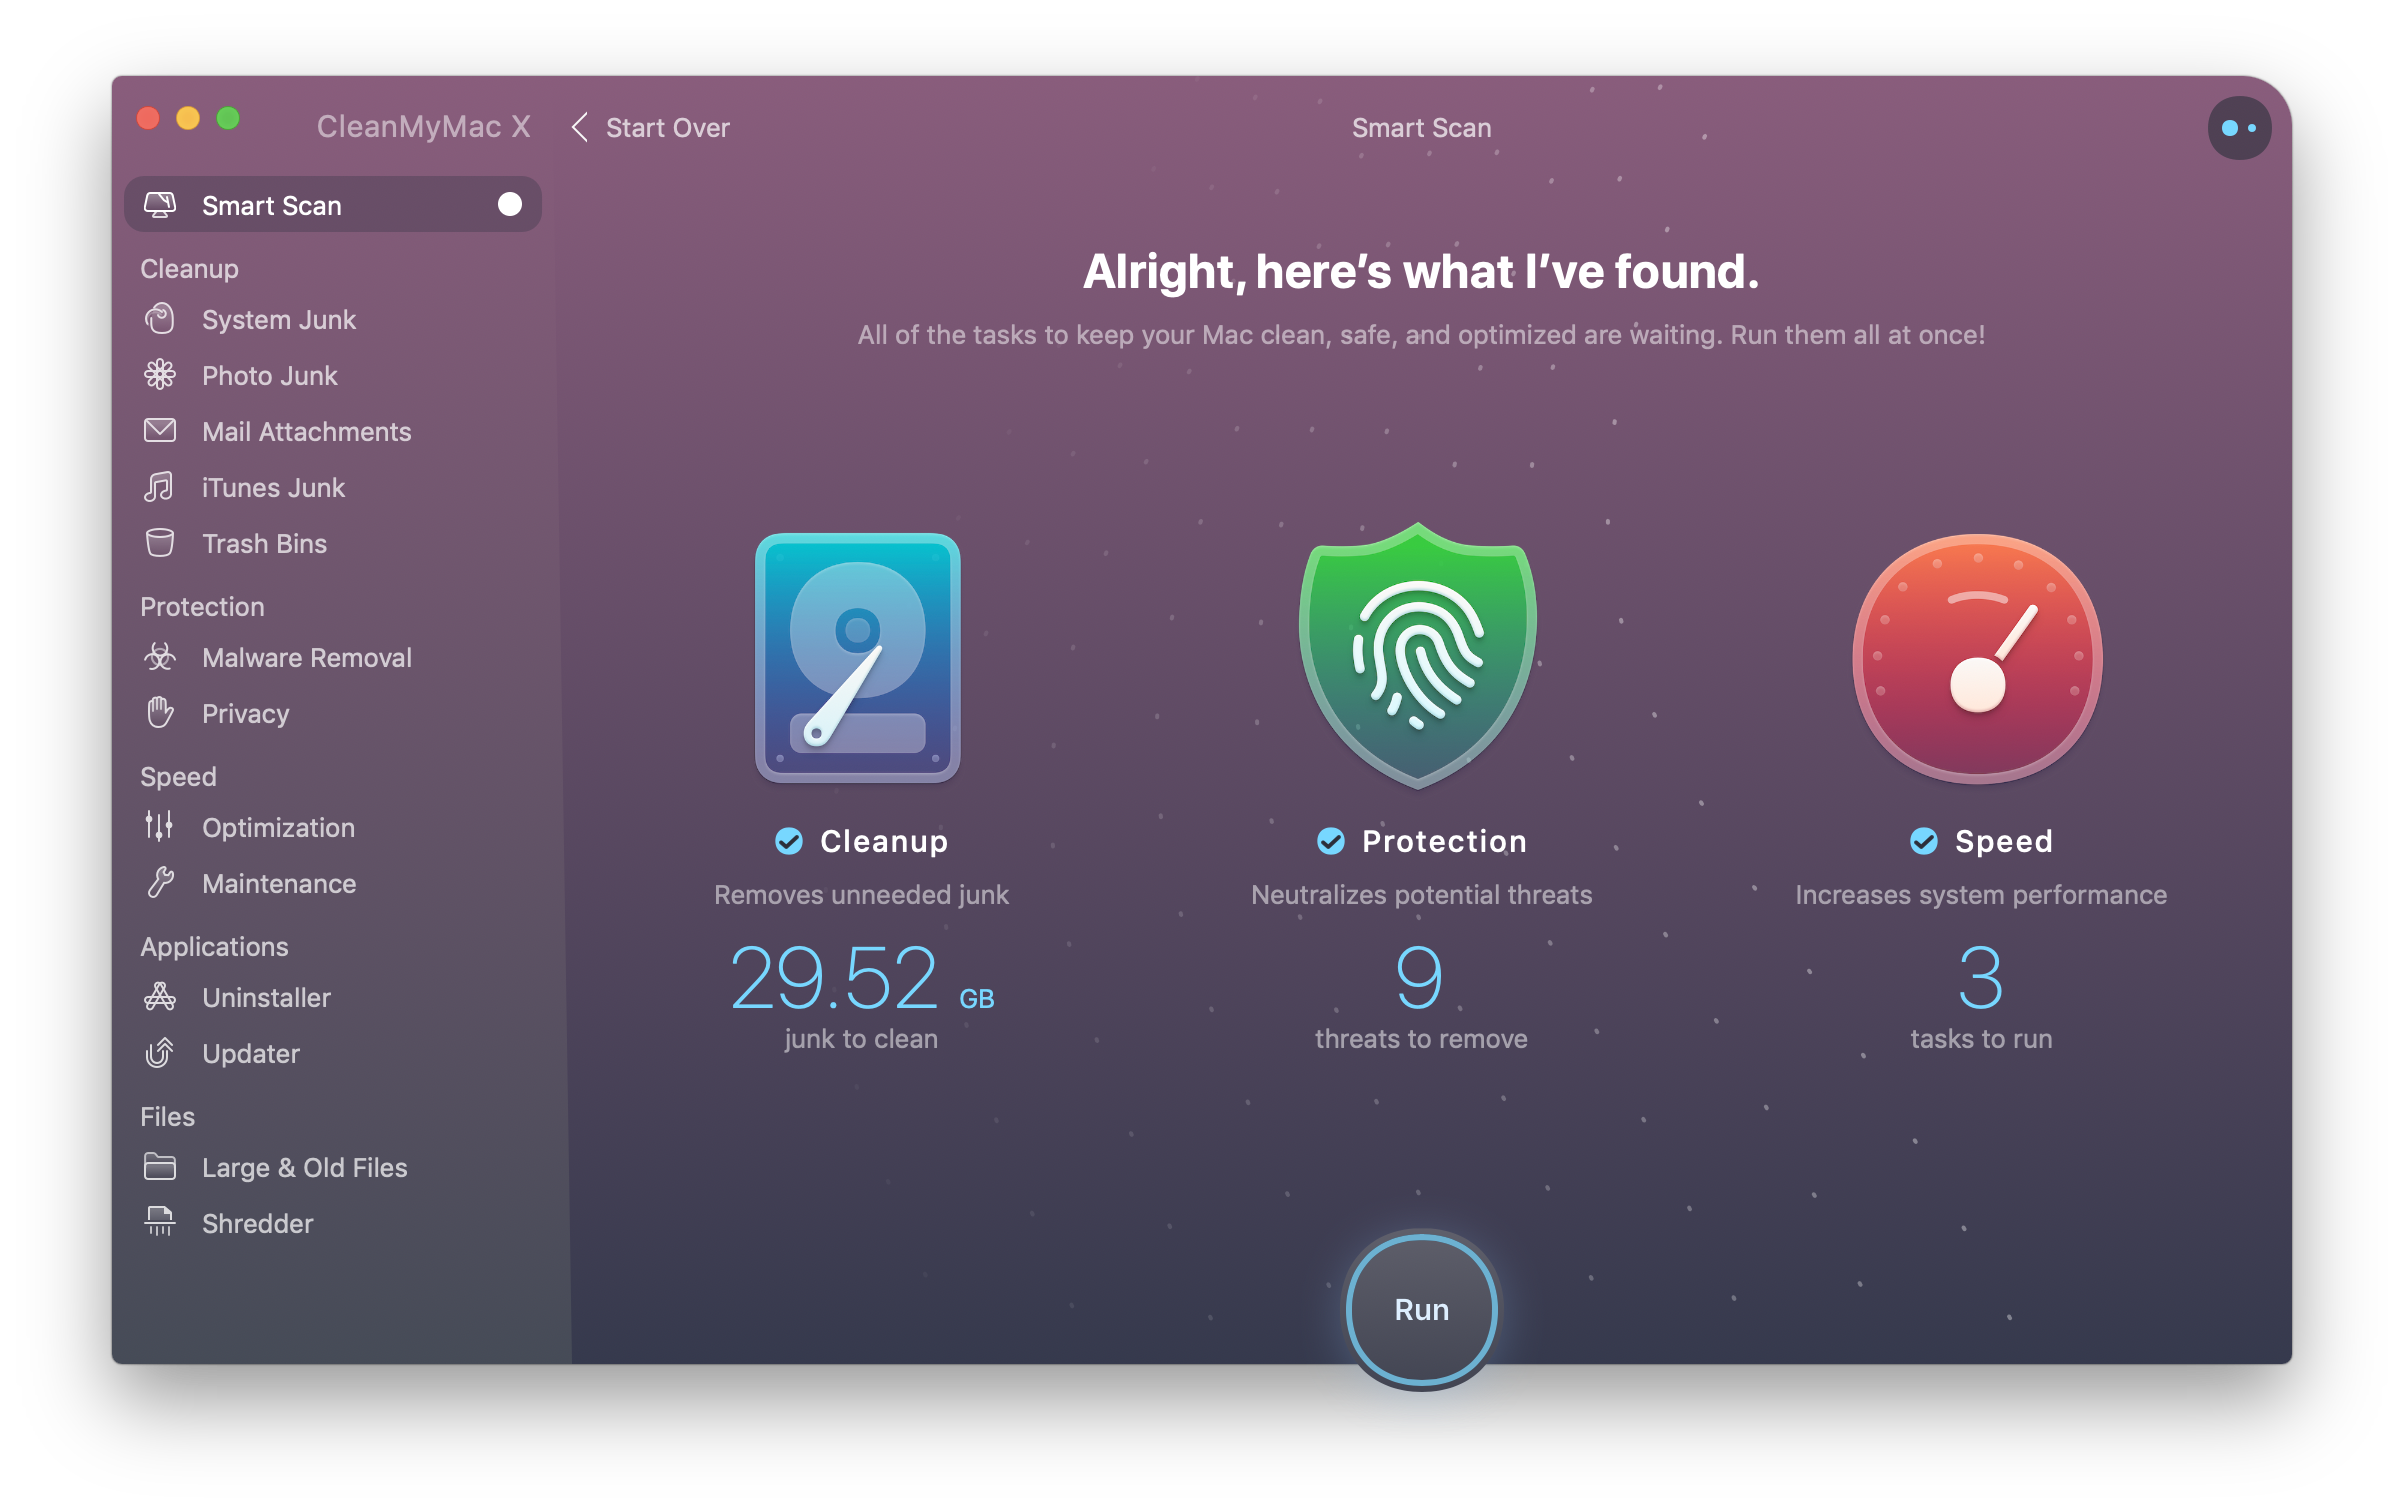 CleanMyMac X
Start Over
Smart Scan
Smart Scan
Cleanup
System Junk
Photo Junk
Mail Attachments
iTunes Junk
Trash Bins
Protection
Malware Removal
Privacy
Speed
Optimization
Maintenance
Applications
Uninstaller
Updater
Files
Large & Old Files
Shredder
Alright, here’s what I’ve found.
All of the tasks to keep your Mac clean, safe, and optimized are waiting. Run them all at once!
Cleanup
Removes unneeded junk
29.52 GB
junk to clean
Protection
Neutralizes potential threats
9
threats to remove
Speed
Increases system performance
3
tasks to run
Run